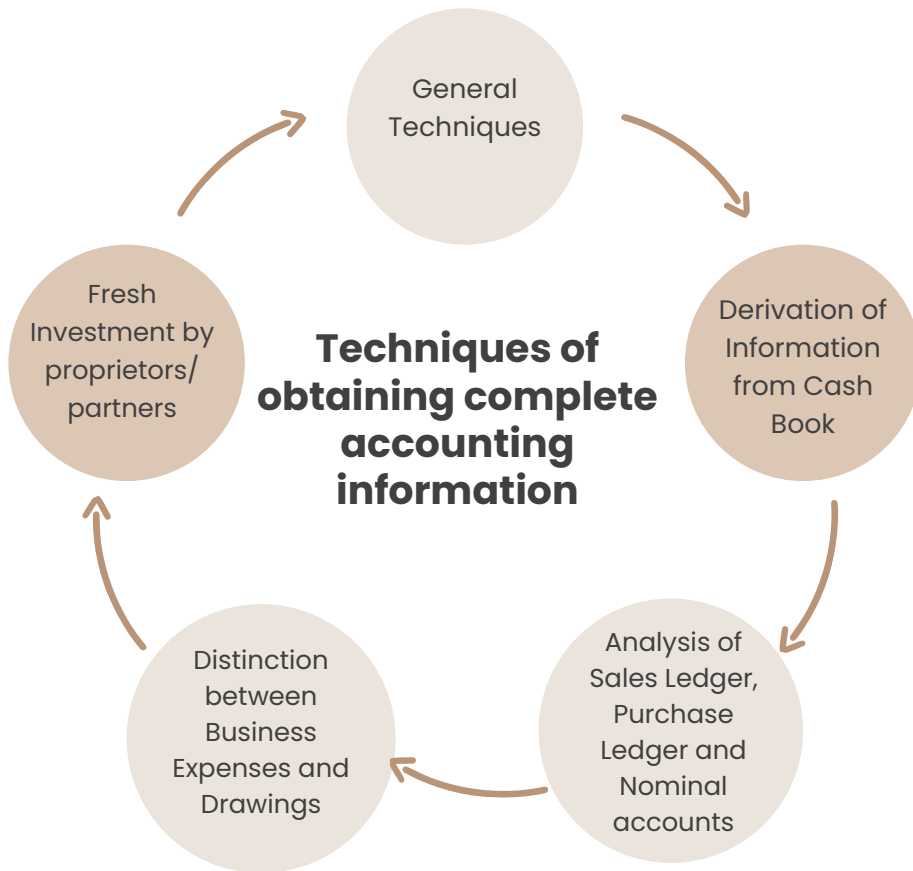 General
Techniques
Derivation of
Information
from Cash
Book
Analysis of
Sales Ledger,
Purchase
Ledger and
Nominal
accounts
Distinction
between
Business
Expenses and
Drawings
Fresh
Investment by
proprietors/
partners
Techniques of
obtaining complete
accounting
information